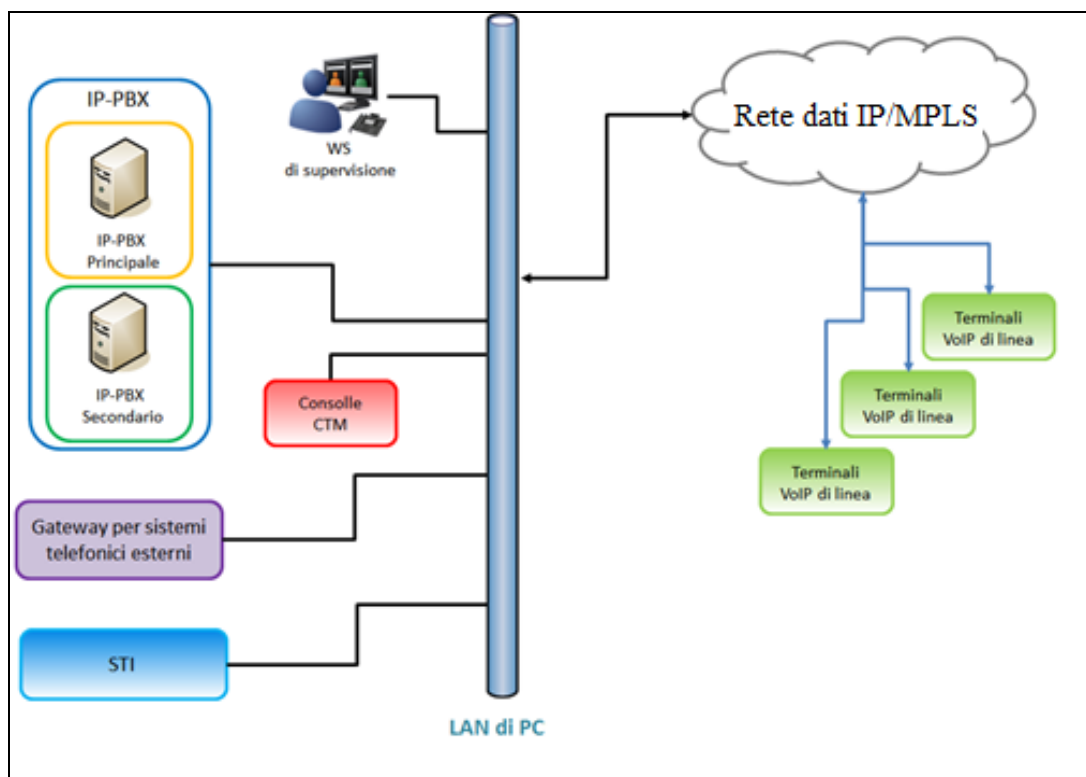 IP-PBX
IP-PBX
Principale
IP-PBX
Secondario
WS
di supervisione
Rete dati IP/MPLS
Consolle
CTM
Terminali
VoIP di linea
Terminali
VoIP di linea
Terminali
VoIP di linea
Gateway per sistemi
telefonici esterni
STI
LAN di PC